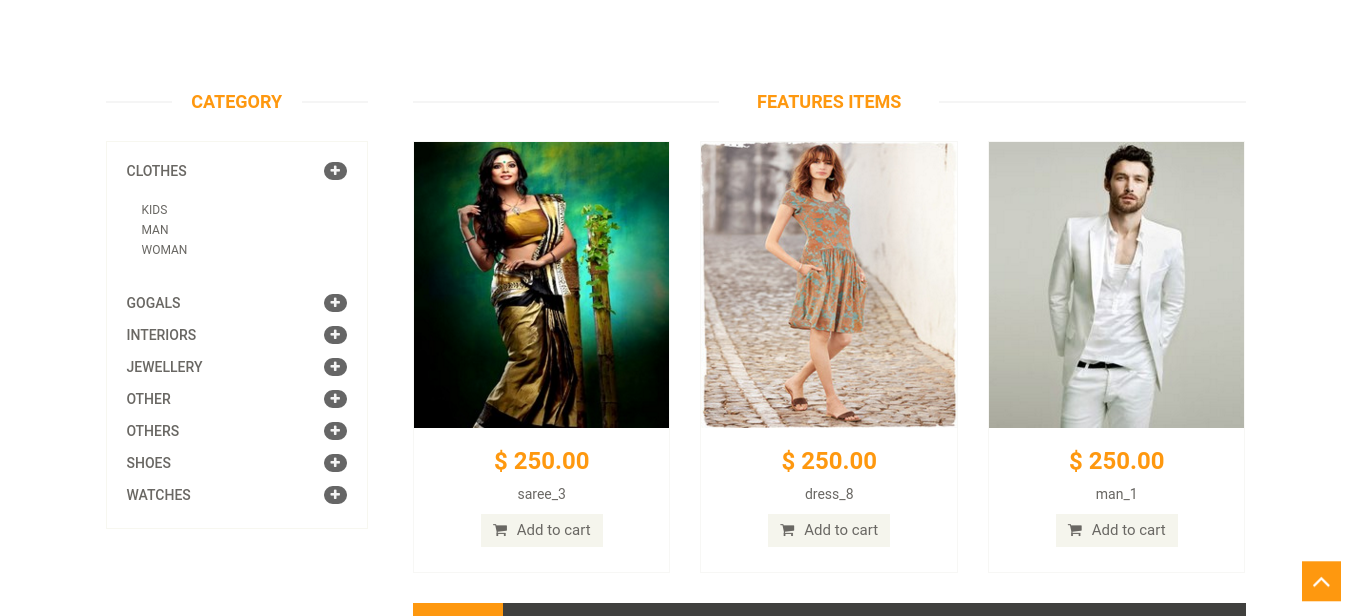 CATEGORY
CLOTHES
KIDS
MAN
WOMAN
GOGALS
INTERIORS
JEWELLERY
OTHER
OTHERS
SHOES
WATCHES
FEATURES ITEMS
$ 250.00
saree_3
Add to cart
$ 250.00
dress_8
Add to cart
$ 250.00
man_1
Add to cart